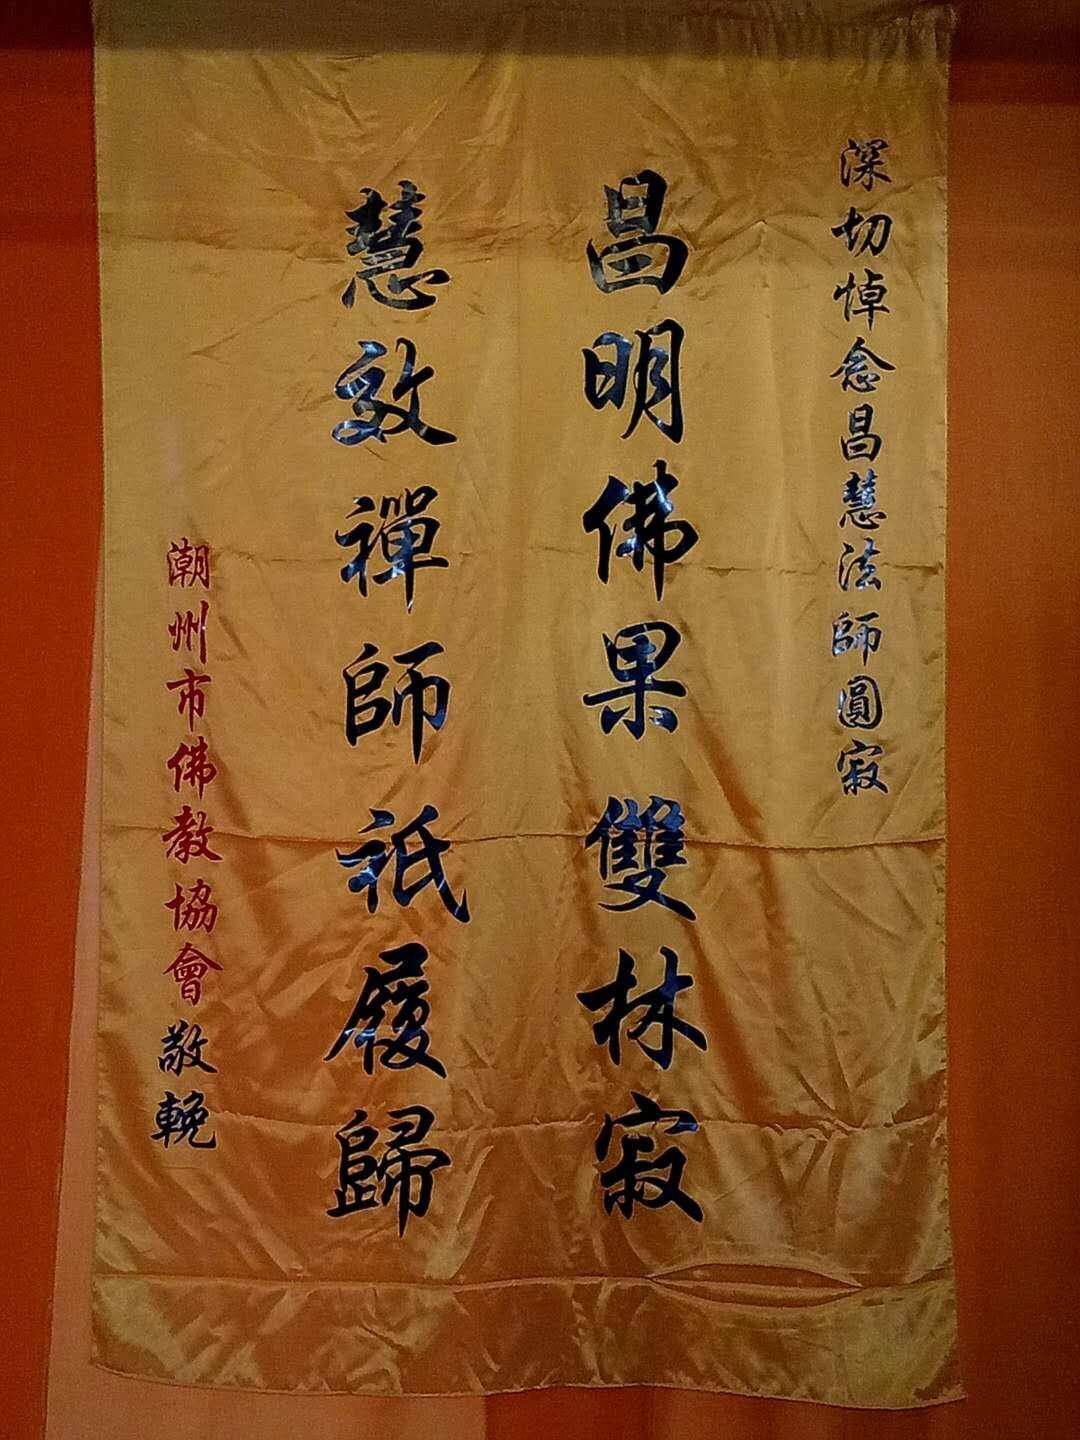 深切悼念昌慧法師圓寂
昌明佛果雙林寂
慧效禪師祇履歸
潮州市佛教協會敬輓